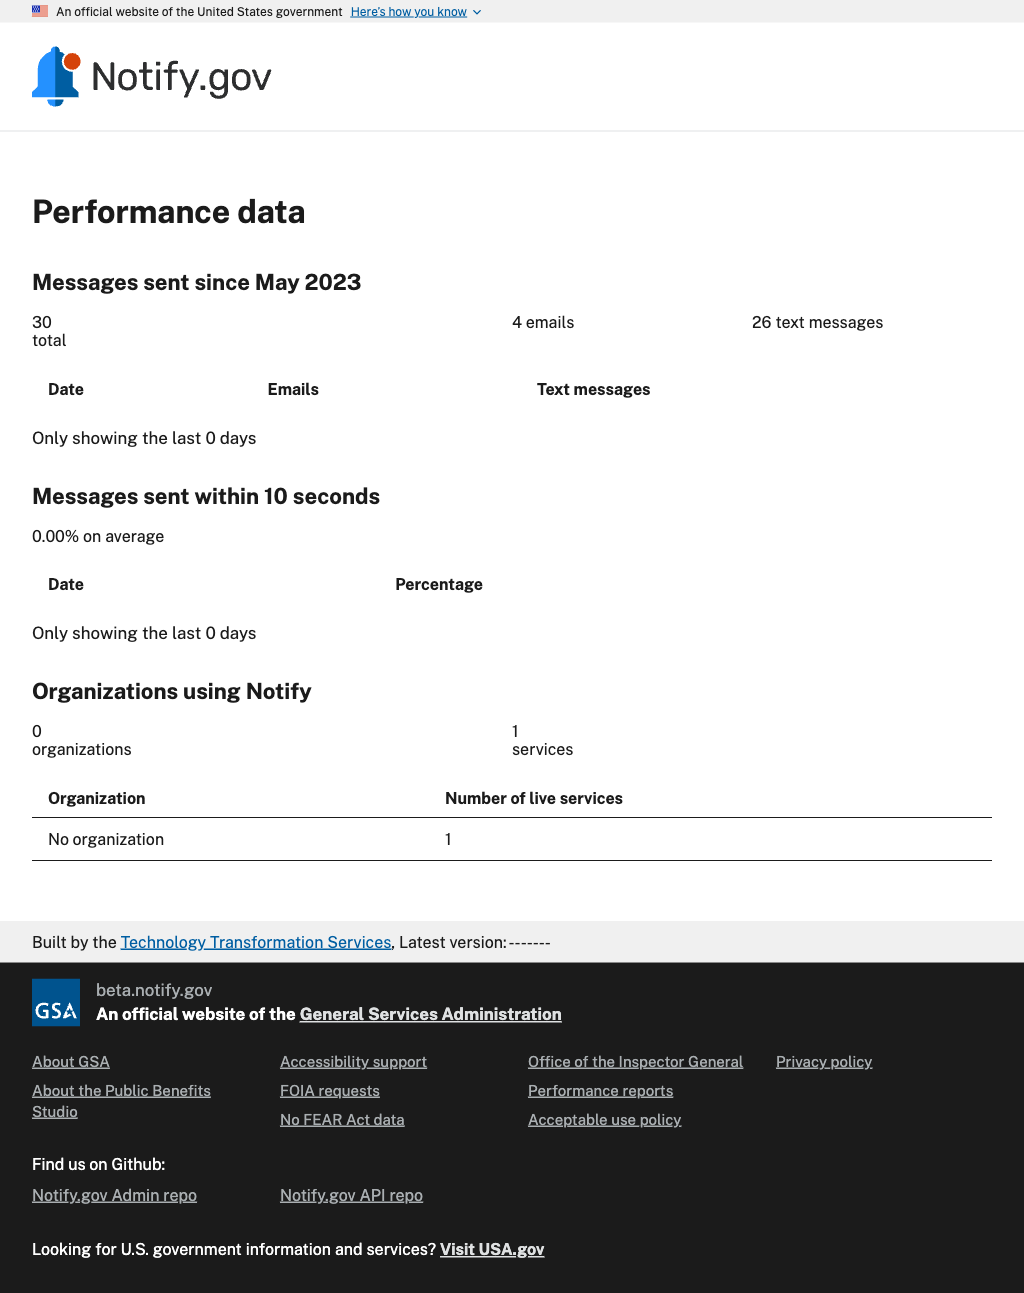 An official website of the United States government Here's how you know
Notify.gov
Performance data
Messages sent since May 2023
30 total
4 emails
26 text messages
Date Emails Text messages
Only showing the last 0 days
Messages sent within 10 seconds
0.00% on average
Date Percentage
Only showing the last 0 days
Organizations using Notify
0 organizations
1 services
Organization Number of live services
No organization 1
Built by the Technology Transformation Services, Latest version: -------
GSA
beta.notify.gov
An official website of the General Services Administration
About GSA
About the Public Benefits Studio
Accessibility support
FOIA requests
No FEAR Act data
Office of the Inspector General
Performance reports
Acceptable use policy
Privacy policy
Find us on Github:
Notify.gov Admin repo
Notify.gov API repo
Looking for U.S. government information and services? Visit USA.gov